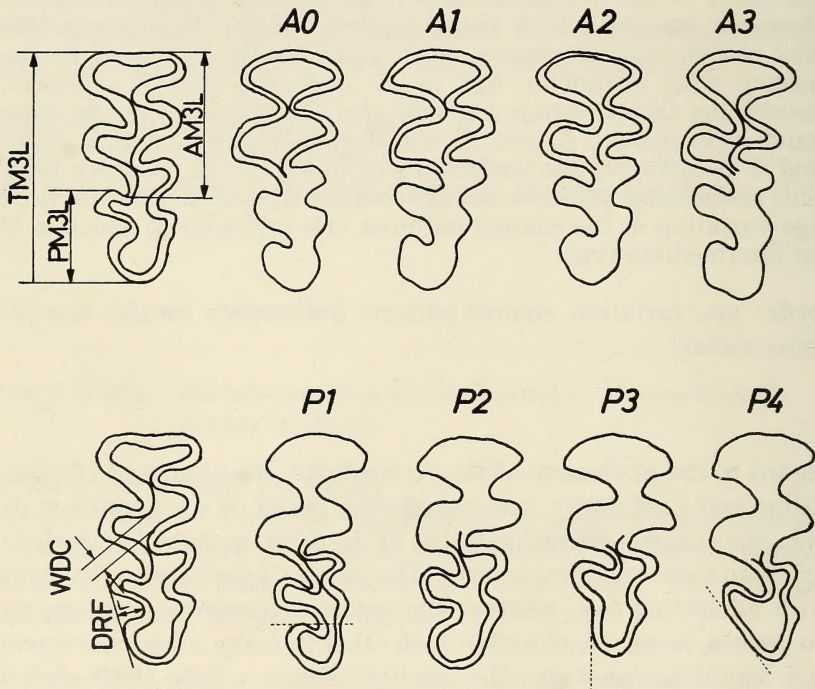 A0 A1 A2 A3
TM3L
PM3L
AM3L
P1 P2 P3 P4
WDC
DRF